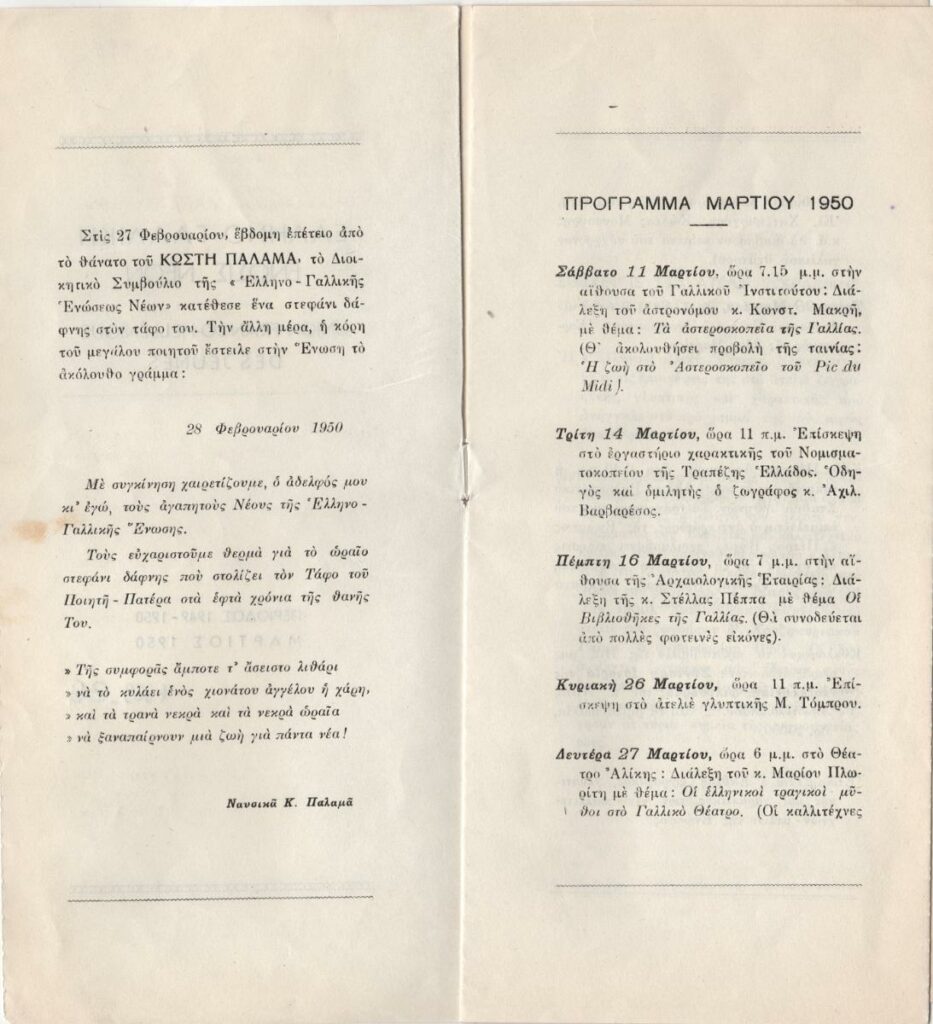 Στὶς 27 Φεβρουαρίου, ἕβδομη ἐπέτειο ἀπὸ
τὸ θάνατο τοῦ ΚΩΣΤΗ ΠΑΛΑΜΑ, τὸ Διοι-
κητικὸ Συμβούλιο τῆς «Ἑλληνο-Γαλλικῆς
Ἑνώσεως Νέων» κατέθεσε ἕνα στεφάνι δά-
φνης στὸν τάφο του. Τὴν ἄλλη μέρα, ἡ κόρη
τοῦ μεγάλου ποιητοῦ ἔστειλε στὴν Ἕνωση τὸ
ἀκόλουθο γράμμα:
28 Φεβρουαρίου 1950
Μὲ συγκίνηση χαιρετίζουμε, ὁ ἀδελφός μου
κι' ἐγώ, τοὺς ἀγαπητοὺς Νέους τῆς Ἑλληνο-
Γαλλικῆς Ἕνωσης.
Τοὺς εὐχαριστοῦμε θερμὰ γιὰ τὸ ὡραῖο
στεφάνι δάφνης ποὺ στολίζει τὸν Τάφο τοῦ
Ποιητῆ-Πατέρα στὰ ἑφτὰ χρόνια τῆς θανῆς
Του.
» Τῆς συμφορᾶς ἄμποτε τ' ἄσειστο λιθάρι
» νὰ τὸ κυλάει ἑνὸς χιονάτου ἀγγέλου ἡ χάρη,
» καὶ τὰ τρανὰ νεκρὰ καὶ τὰ νεκρὰ ὡραῖα
» νὰ ξαναπαίρνουν μιὰ ζωὴ γιὰ πάντα νέα!
Ναυσικᾶ Κ. Παλαμᾶ
ΠΡΟΓΡΑΜΜΑ ΜΑΡΤΙΟΥ 1950
Σάββατο 11 Μαρτίου, ὥρα 7.15 μ.μ. στὴν
αἴθουσα τοῦ Γαλλικοῦ Ἰνστιτούτου: Διά-
λεξη τοῦ ἀστρονόμου κ. Κωνστ. Μακρῆ,
μὲ θέμα: Τὰ ἀστεροσκοπεῖα τῆς Γαλλίας.
(Θ' ἀκολουθήσει προβολὴ τῆς ταινίας:
Ἡ ζωὴ στὸ Ἀστεροσκοπεῖο τοῦ Pic du
Midi).
Τρίτη 14 Μαρτίου, ὥρα 11 π.μ. Ἐπίσκεψη
στὸ ἐργαστήριο χαρακτικῆς τοῦ Νομισμα-
τοκοπείου τῆς Τραπέζης Ἑλλάδος. Ὁδη-
γὸς καὶ ὁμιλητὴς ὁ ζωγράφος κ. Ἀχιλ.
Βαρβαρέσος.
Πέμπτη 16 Μαρτίου, ὥρα 7 μ.μ. στὴν αἴ-
θουσα τῆς Ἀρχαιολογικῆς Ἑταιρίας: Διά-
λεξη τῆς κ. Στέλλας Πέππα μὲ θέμα Οἱ
Βιβλιοθῆκες τῆς Γαλλίας. (Θὰ συνοδεύεται
ἀπὸ πολλὲς φωτεινὲς εἰκόνες).
Κυριακὴ 26 Μαρτίου, ὥρα 11 π.μ. Ἐπί-
σκεψη στὸ ἀτελιὲ γλυπτικῆς Μ. Τόμπρου.
Δευτέρα 27 Μαρτίου, ὥρα 6 μ.μ. στὸ Θέα-
τρο Ἀλίκης: Διάλεξη τοῦ κ. Μαρίου Πλω-
ρίτη μὲ θέμα: Οἱ ἑλληνικοὶ τραγικοὶ μῦ-
θοι στὸ Γαλλικὸ Θέατρο. (Οἱ καλλιτέχνες